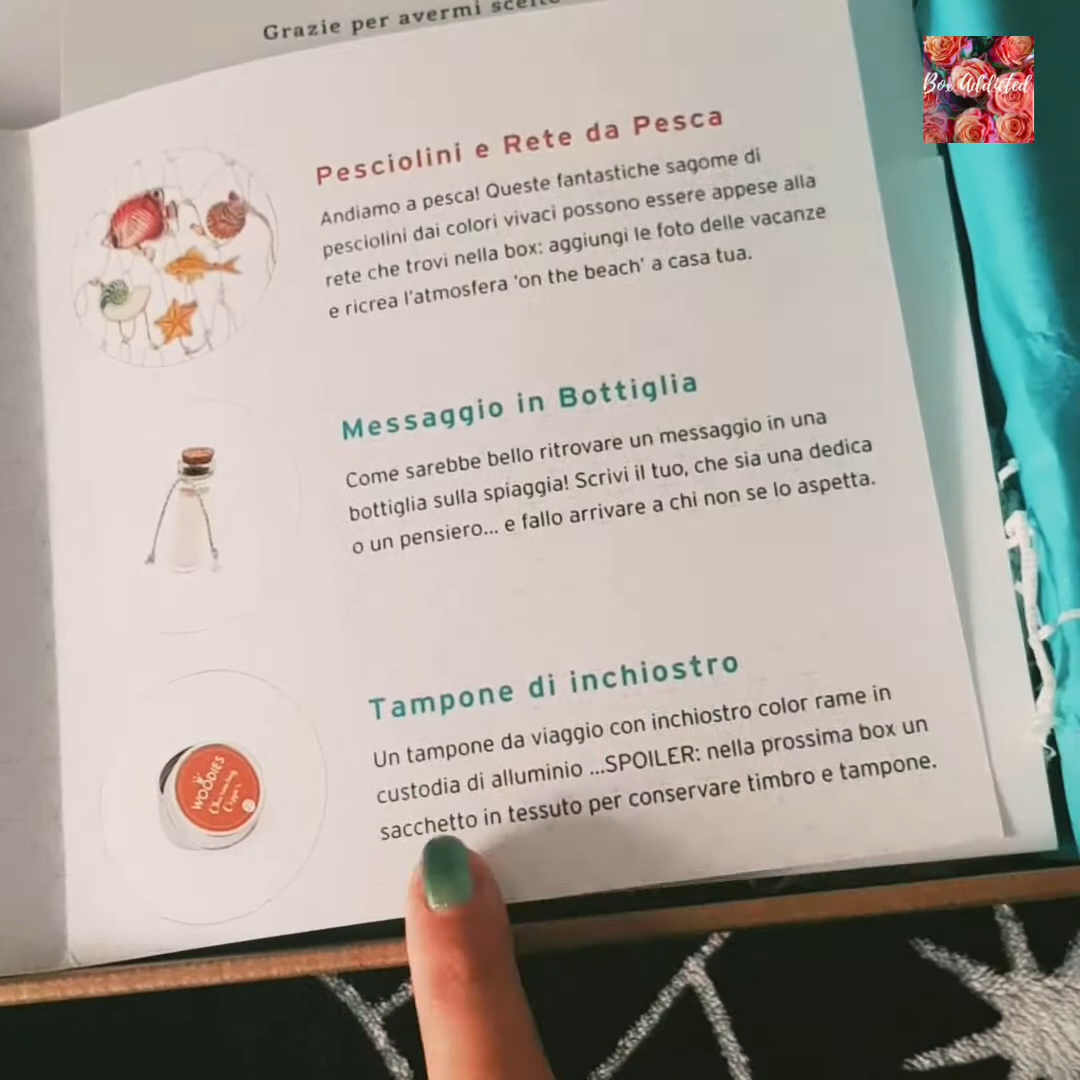 Grazie per avermi scelto
Box Addicted
Pesciolini e Rete da Pesca
Andiamo a pesca! Queste fantastiche sagome di
pesciolini dai colori vivaci possono essere appese alla
rete che trovi nella box: aggiungi le foto delle vacanze
e ricrea l'atmosfera 'on the beach' a casa tua.
Messaggio in Bottiglia
Come sarebbe bello ritrovare un messaggio in una
bottiglia sulla spiaggia! Scrivi il tuo, che sia una dedica
o un pensiero... e fallo arrivare a chi non se lo aspetta.
Tampone di inchiostro
Un tampone da viaggio con inchiostro color rame in
custodia di alluminio ...SPOILER: nella prossima box un
sacchetto in tessuto per conservare timbro e tampone.
WOODIES
Charming
Copper